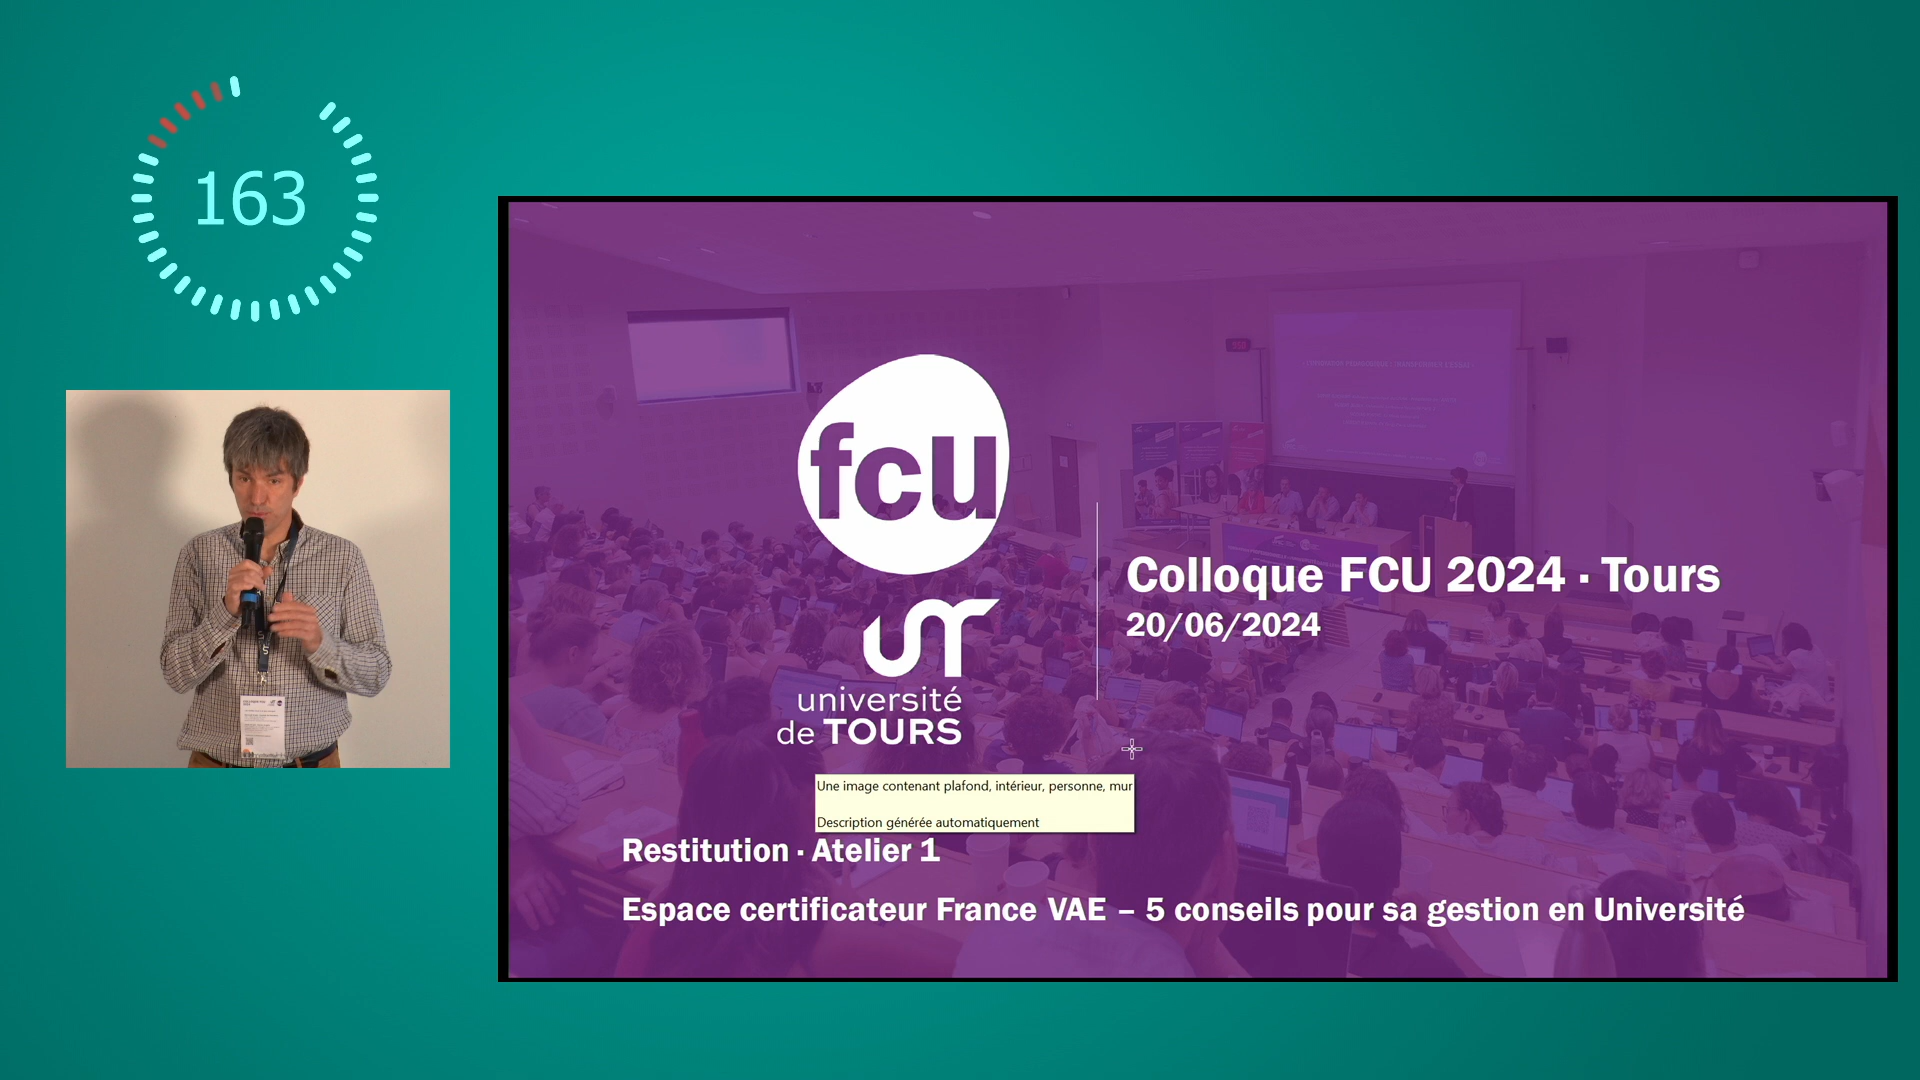 163
fcu
université
de TOURS
Colloque FCU 2024 · Tours
20/06/2024
Une image contenant plafond, intérieur, personne, mur
Description générée automatiquement
Restitution · Atelier 1
Espace certificateur France VAE – 5 conseils pour sa gestion en Université